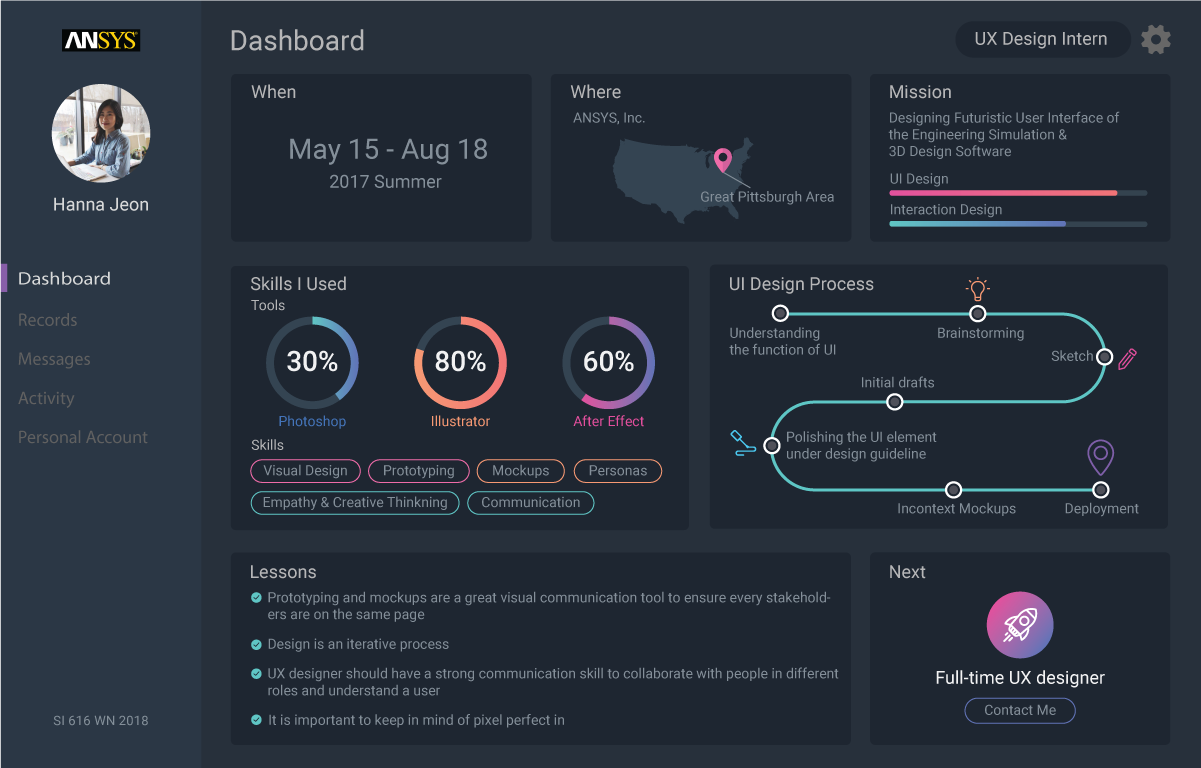 ANSYS
Hanna Jeon
Dashboard
Records
Messages
Activity
Personal Account
SI 616 WN 2018
Dashboard
UX Design Intern
When
May 15 - Aug 18
2017 Summer
Where
ANSYS, Inc.
Great Pittsburgh Area
Mission
Designing Futuristic User Interface of
the Engineering Simulation &
3D Design Software
UI Design
Interaction Design
Skills I Used
Tools
30%
80%
60%
Photoshop
Illustrator
After Effect
Skills
Visual Design
Prototyping
Mockups
Personas
Empathy & Creative Thinkning
Communication
UI Design Process
Understanding
the function of UI
Brainstorming
Sketch
Initial drafts
Polishing the UI element
under design guideline
Incontext Mockups
Deployment
Lessons
Prototyping and mockups are a great visual communication tool to ensure every stakehold-
ers are on the same page
Design is an iterative process
UX designer should have a strong communication skill to collaborate with people in different
roles and understand a user
It is important to keep in mind of pixel perfect in
Next
Full-time UX designer
Contact Me